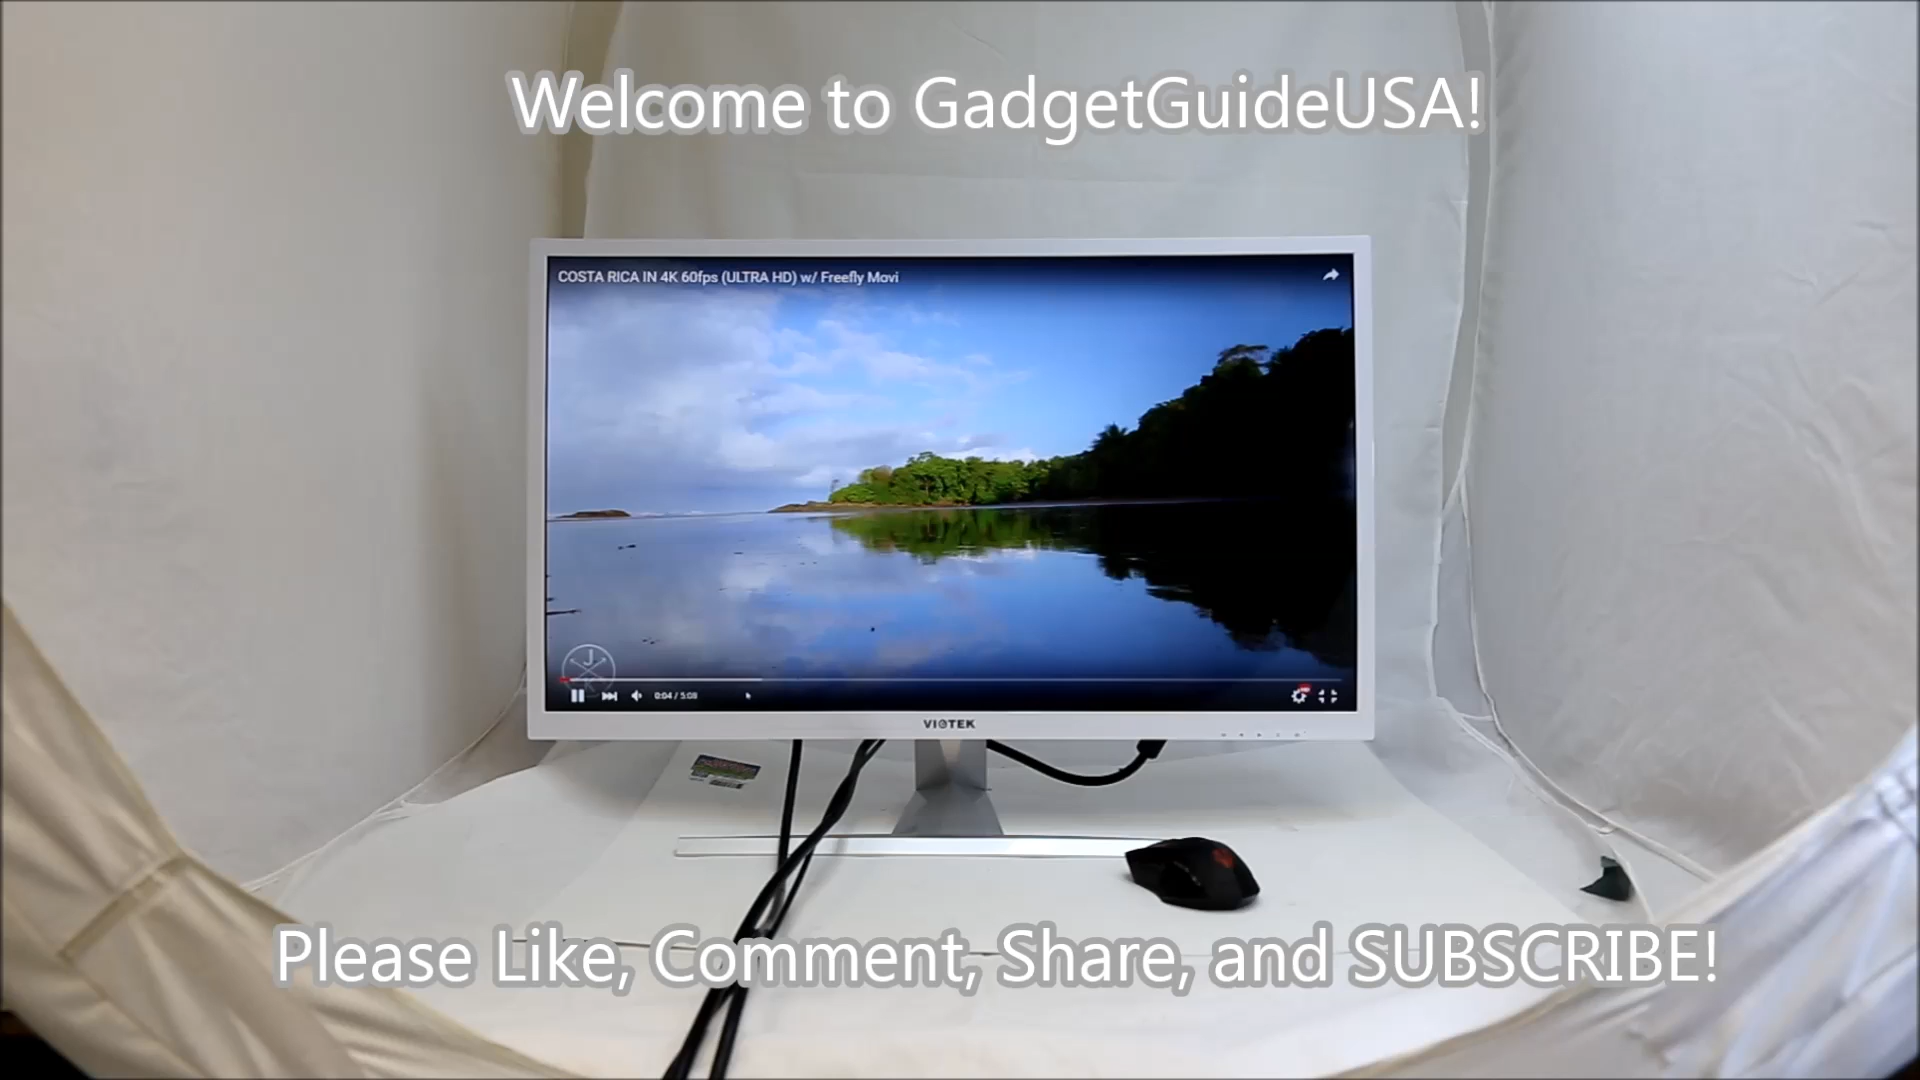 Welcome to GadgetGuideUSA!
COSTA RICA IN 4K 60fps (ULTRA HD) w/ Freefly Movi
J
0:04 / 5:08
VIOTEK
Please Like, Comment, Share, and SUBSCRIBE!